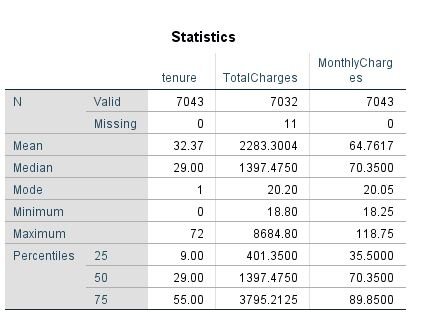 Statistics
tenure TotalCharges MonthlyCharg
es
N Valid 7043 7032 7043
Missing 0 11 0
Mean 32.37 2283.3004 64.7617
Median 29.00 1397.4750 70.3500
Mode 1 20.20 20.05
Minimum 0 18.80 18.25
Maximum 72 8684.80 118.75
Percentiles 25 9.00 401.3500 35.5000
50 29.00 1397.4750 70.3500
75 55.00 3795.2125 89.8500